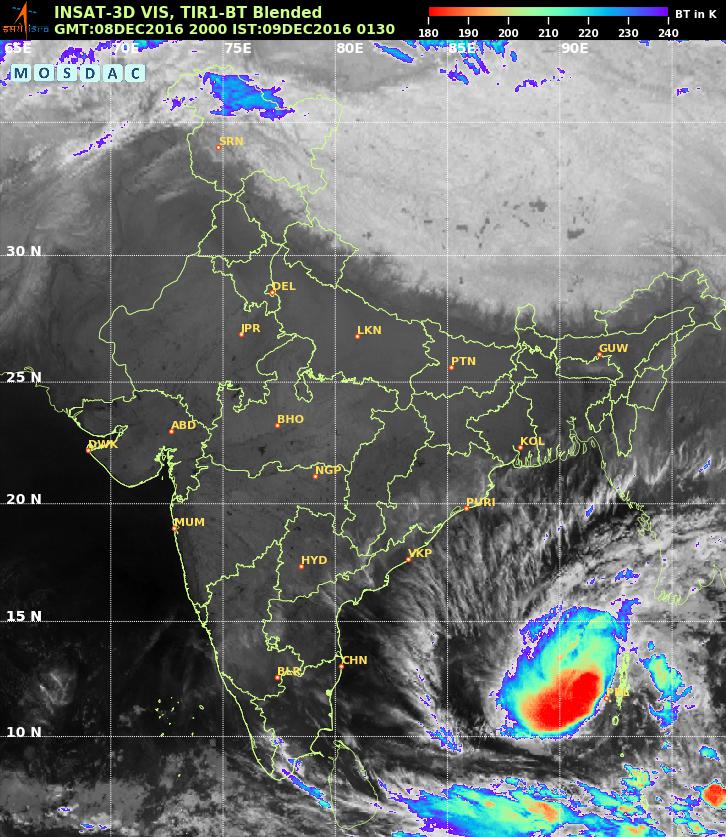 INSAT-3D VIS, TIR1-BT Blended
GMT:08DEC2016 2000 IST:09DEC2016 0130
BT in K
180 190 200 210 220 230 240
65E 70E 75E 80E 85E 90E
M O S D A C
SRN
30 N
DEL
JPR LKN
GUW
PTN
25 N
ABD BHO
DWK KOL
NGP
20 N PURI
MUM
VKP
HYD
15 N
CHN
BLR
PBL
10 N